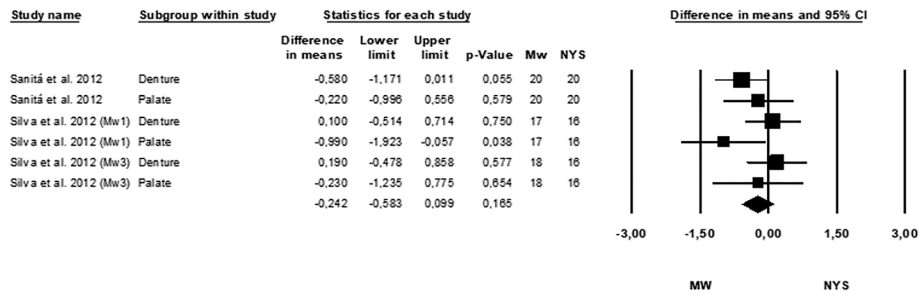 Study name Subgroup within study Statistics for each study Difference in means and 95% CI
Difference in means Lower limit Upper limit p-Value Mw NYS
Sanitá et al. 2012 Denture -0,580 -1,171 0,011 0,055 20 20
Sanitá et al. 2012 Palate -0,220 -0,996 0,556 0,579 20 20
Silva et al. 2012 (Mw1) Denture 0,100 -0,514 0,714 0,750 17 16
Silva et al. 2012 (Mw1) Palate -0,990 -1,923 -0,057 0,038 17 16
Silva et al. 2012 (Mw3) Denture 0,190 -0,478 0,858 0,577 18 16
Silva et al. 2012 (Mw3) Palate -0,230 -1,235 0,775 0,654 18 16
-0,242 -0,583 0,099 0,165
-3,00 -1,50 0,00 1,50 3,00
MW NYS